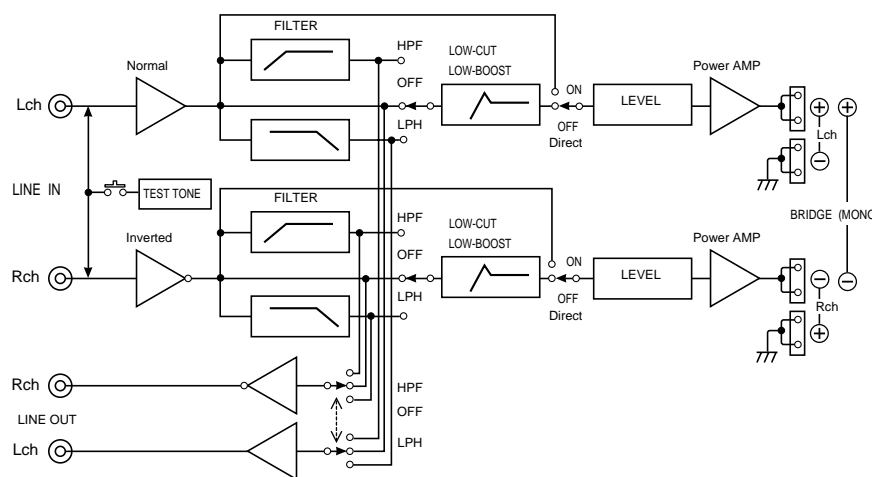 FILTER
Normal
HPF
LOW-CUT
LOW-BOOST
OFF
ON
Power AMP
Lch
LEVEL
Lch
OFF
Direct
LPH
LINE IN
TEST TONE
FILTER
BRIDGE (MONO
Inverted
HPF
LOW-CUT
LOW-BOOST
OFF
ON
Power AMP
Rch
LEVEL
Rch
OFF
Direct
LPH
Rch
HPF
LINE OUT
OFF
Lch
LPH